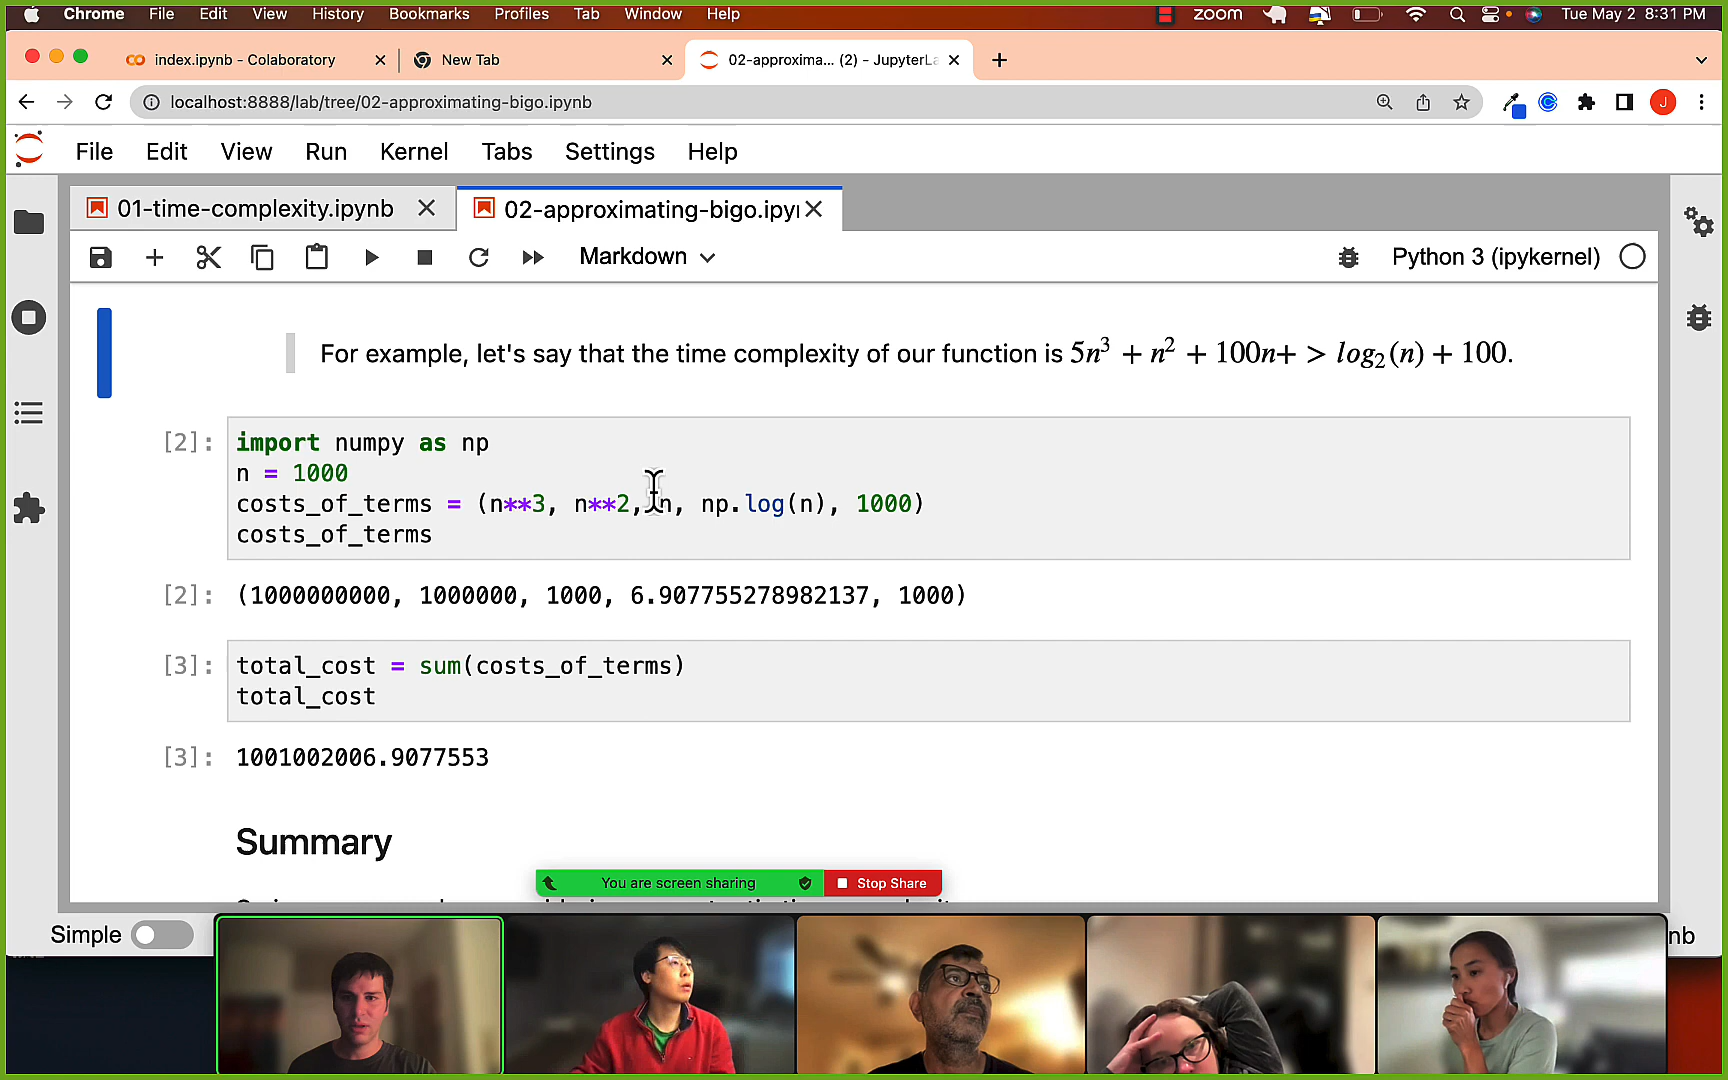 Chrome File Edit View History Bookmarks Profiles Tab Window Help zoom Tue May 2 8:31 PM
index.ipynb - Colaboratory New Tab 02-approxima... (2) - JupyterLa
localhost:8888/lab/tree/02-approximating-bigo.ipynb J
File Edit View Run Kernel Tabs Settings Help
01-time-complexity.ipynb 02-approximating-bigo.ipy
Markdown Python 3 (ipykernel)
For example, let's say that the time complexity of our function is 5n³ + n² + 100n+ > log₂(n) + 100.
[2]: import numpy as np
n = 1000
costs_of_terms = (n**3, n**2, n, np.log(n), 1000)
costs_of_terms
[2]: (1000000000, 1000000, 1000, 6.907755278982137, 1000)
[3]: total_cost = sum(costs_of_terms)
total_cost
[3]: 1001002006.9077553
Summary
You are screen sharing Stop Share
Simple nb